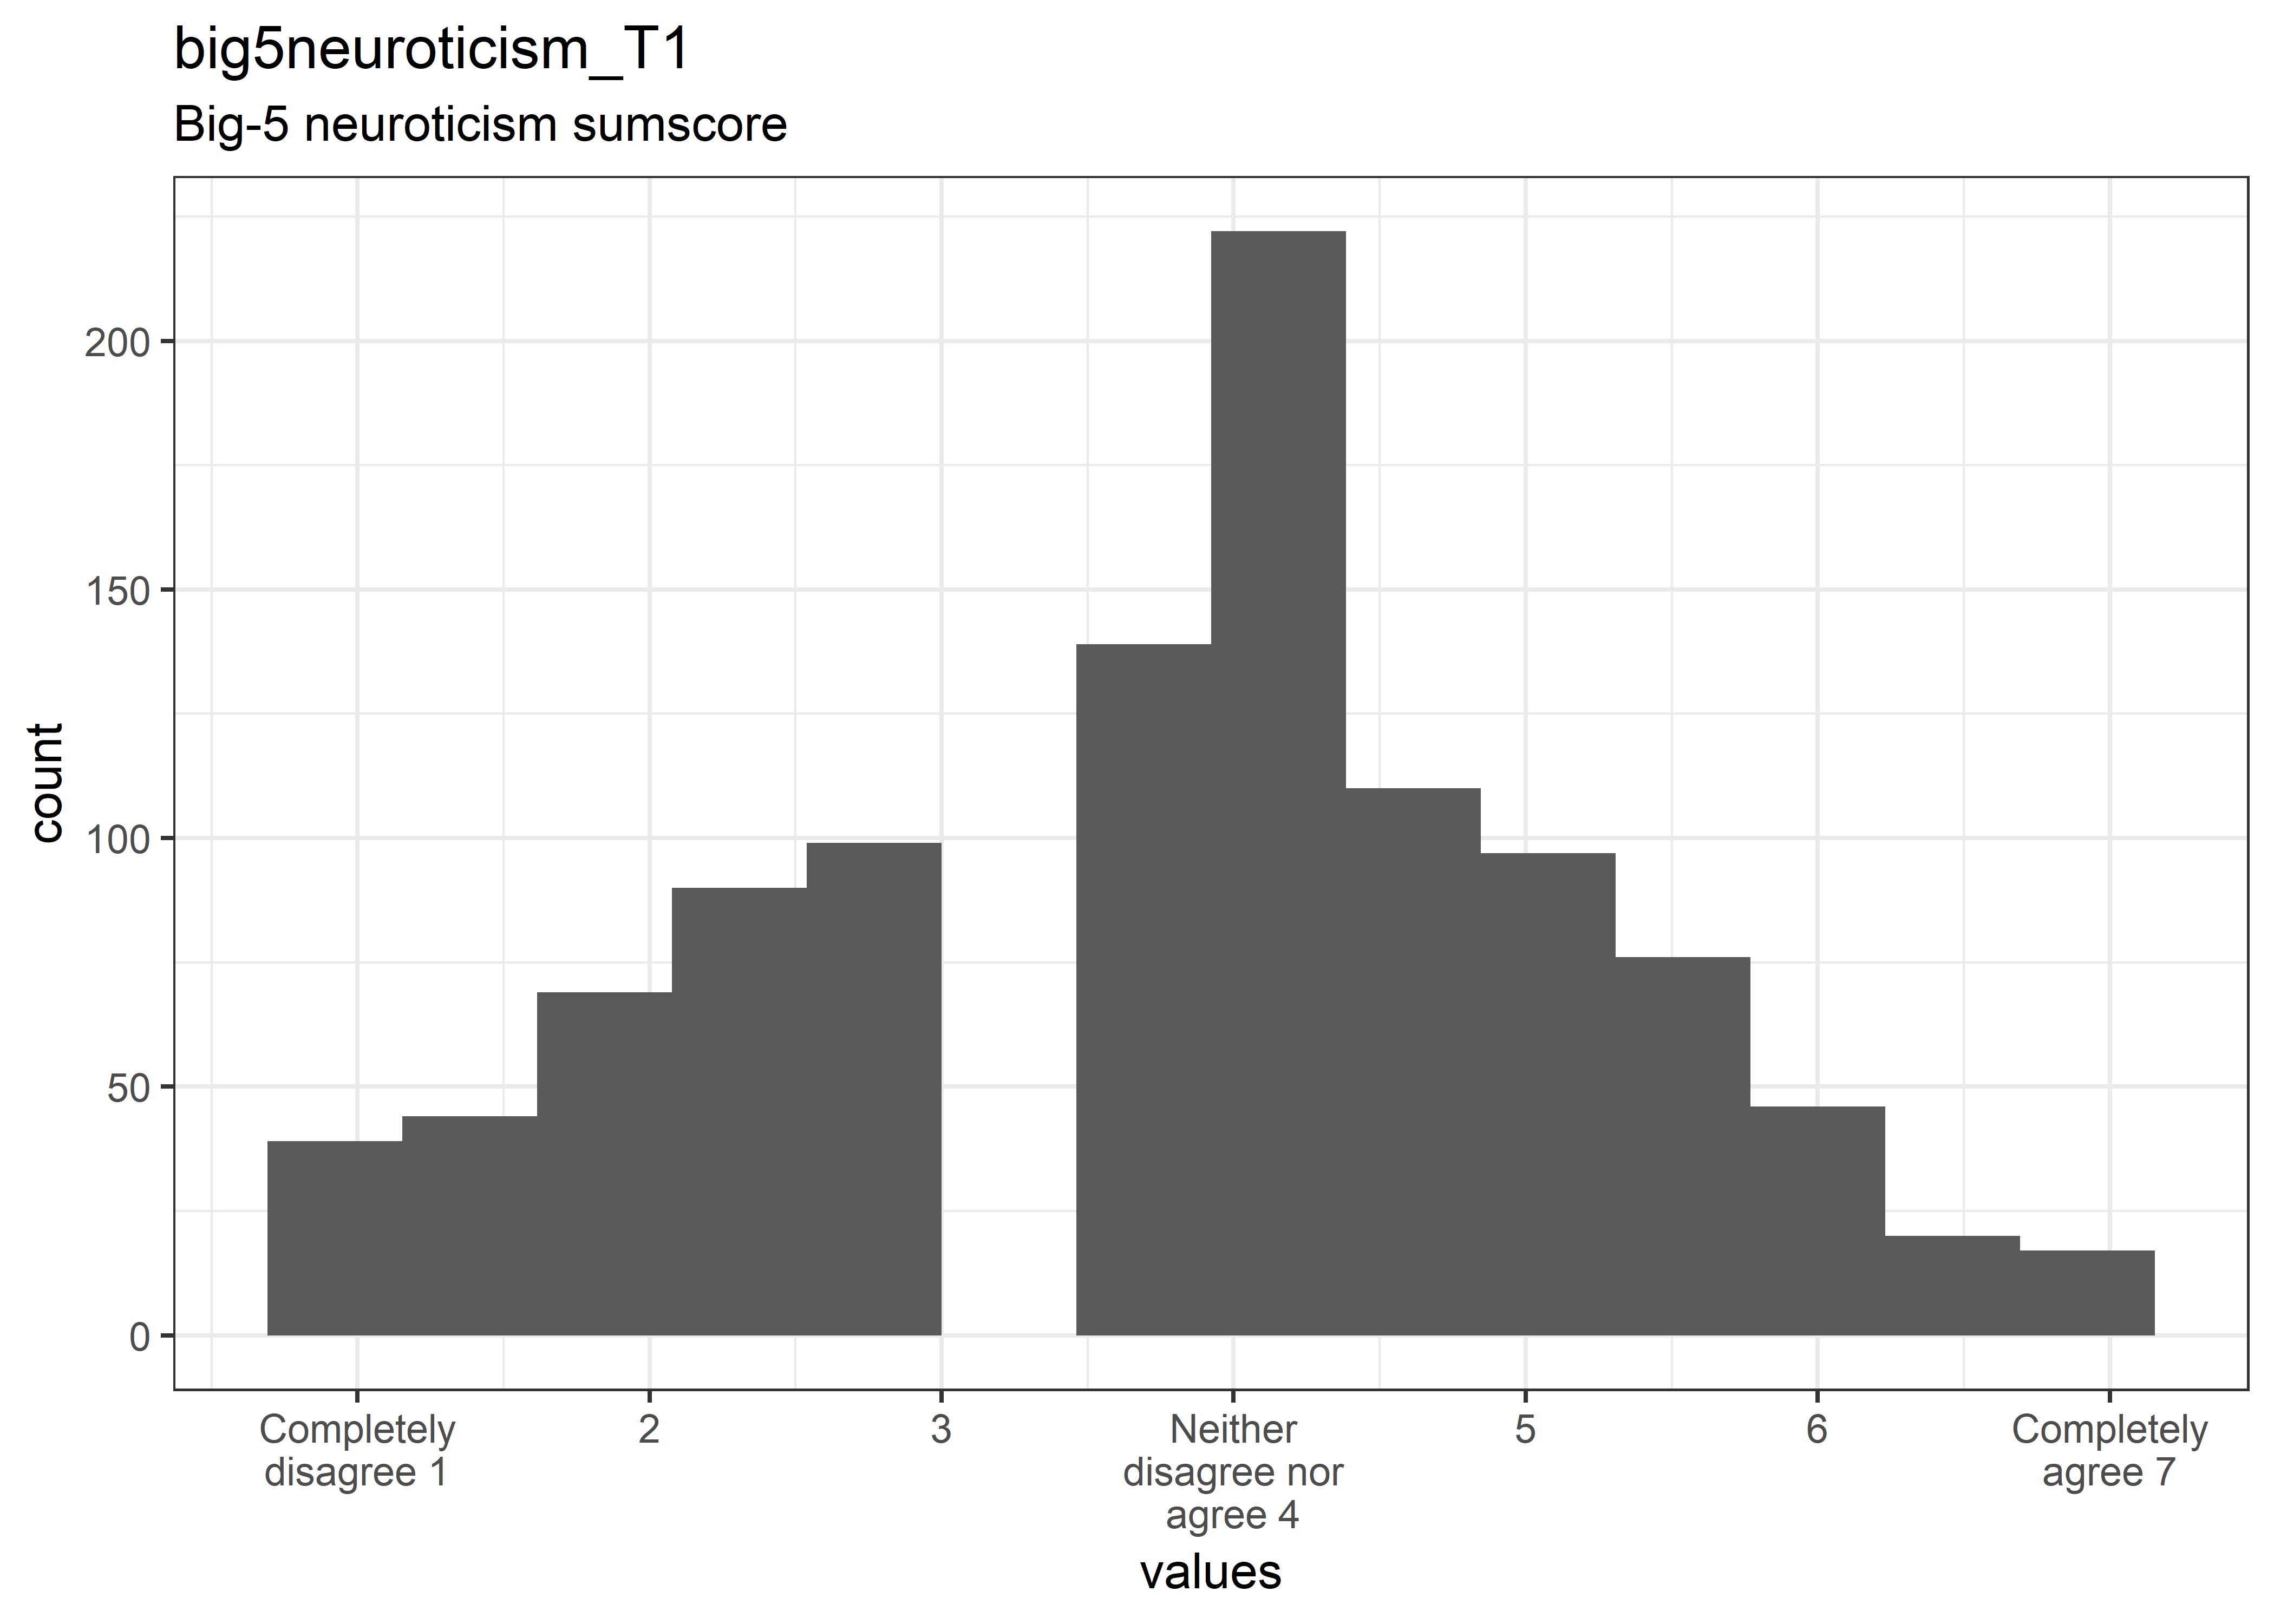 big5neuroticism_T1
Big-5 neuroticism sumscore
count
200
150
100
50
0
Completely
disagree 1
2
3
Neither
disagree nor
agree 4
5
6
Completely
agree 7
values